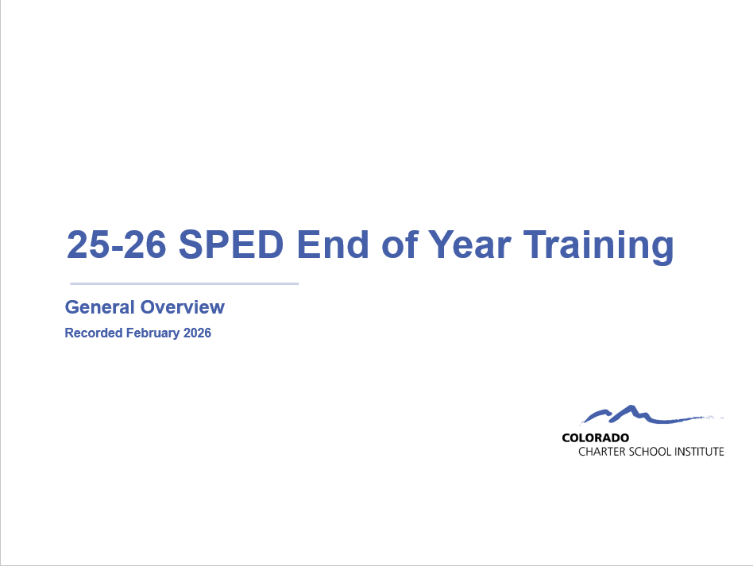 25-26 SPED End of Year Training
General Overview
Recorded February 2026
COLORADO
CHARTER SCHOOL INSTITUTE